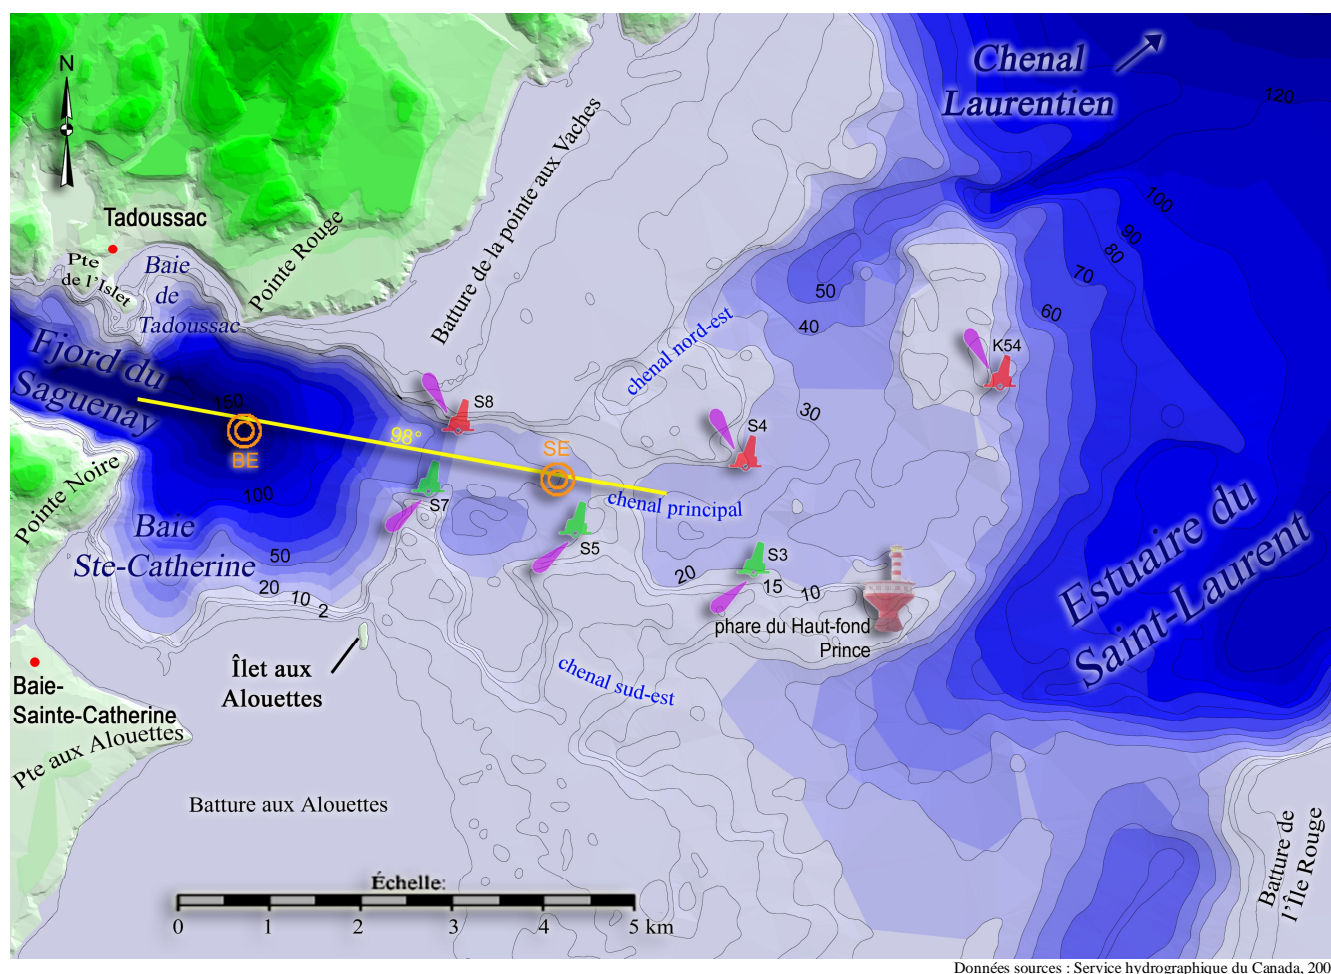 N
Chenal
Laurentien
120
Tadoussac
Pte
de l'Islet
Baie
de
Tadoussac
Pointe Rouge
Batture de la pointe aux Vaches
100
90
80
70
60
50
40
30
chenal nord-est
K54
Fjord du
Saguenay
150
BE
98°
S8
S4
SE
S7
S5
S3
chenal principal
Pointe Noire
100
Baie
Ste-Catherine
50
20
10
2
20
15
10
phare du Haut-fond
Prince
Estuaire du
Saint-Laurent
Îlet aux
Alouettes
chenal sud-est
Baie-
Sainte-Catherine
Pte aux Alouettes
Batture aux Alouettes
Batture de
l'Île Rouge
Échelle:
0 1 2 3 4 5 km
Données sources : Service hydrographique du Canada, 200